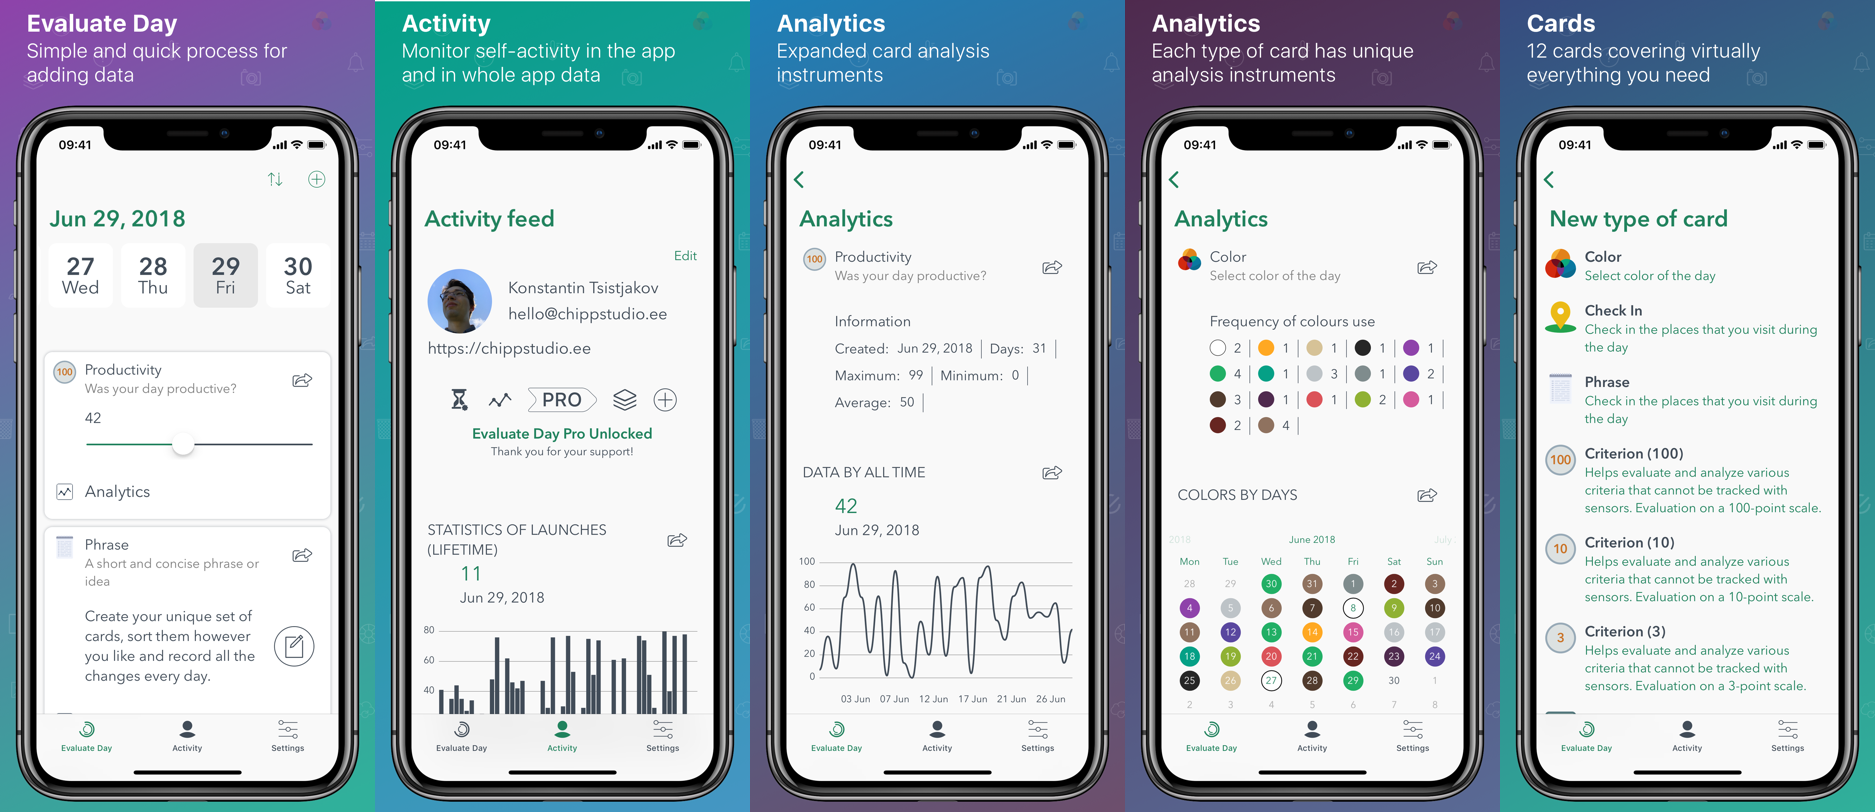 Evaluate Day
Simple and quick process for
adding data
09:41
Jun 29, 2018
27 28 29 30
Wed Thu Fri Sat
100
Productivity
Was your day productive?
42
Analytics
Phrase
A short and concise phrase or
idea
Create your unique set of
cards, sort them however
you like and record all the
changes every day.
Evaluate Day Activity Settings
Activity
Monitor self-activity in the app
and in whole app data
09:41
Activity feed
Edit
Konstantin Tsistjakov
hello@chippstudio.ee
https://chippstudio.ee
PRO
Evaluate Day Pro Unlocked
Thank you for your support!
STATISTICS OF LAUNCHES
(LIFETIME)
11
Jun 29, 2018
80
60
40
Evaluate Day Activity Settings
Analytics
Expanded card analysis
instruments
09:41
Analytics
100
Productivity
Was your day productive?
Information
Created: Jun 29, 2018 | Days: 31 |
Maximum: 99 | Minimum: 0 |
Average: 50 |
DATA BY ALL TIME
42
Jun 29, 2018
100
80
60
40
20
0
03 Jun 07 Jun 12 Jun 17 Jun 21 Jun 26 Jun
Evaluate Day Activity Settings
Analytics
Each type of card has unique
analysis instruments
09:41
Analytics
Color
Select color of the day
Frequency of colours use
2 | 1 | 1 | 1 | 1 |
4 | 1 | 3 | 1 | 2 |
3 | 1 | 1 | 2 | 1 |
2 | 4 |
COLORS BY DAYS
2018 June 2018 July
Mon Tue Wed Thu Fri Sat Sun
28 29 30 31 1 2 3
4 5 6 7 8 9 10
11 12 13 14 15 16 17
18 19 20 21 22 23 24
25 26 27 28 29 30 1
2 3 4 5 6 7 8
Evaluate Day Activity Settings
Cards
12 cards covering virtually
everything you need
09:41
New type of card
Color
Select color of the day
Check In
Check in the places that you visit during
the day
Phrase
Check in the places that you visit during
the day
100
Criterion (100)
Helps evaluate and analyze various
criteria that cannot be tracked with
sensors. Evaluation on a 100-point scale.
10
Criterion (10)
Helps evaluate and analyze various
criteria that cannot be tracked with
sensors. Evaluation on a 10-point scale.
3
Criterion (3)
Helps evaluate and analyze various
criteria that cannot be tracked with
sensors. Evaluation on a 3-point scale.
Evaluate Day Activity Settings